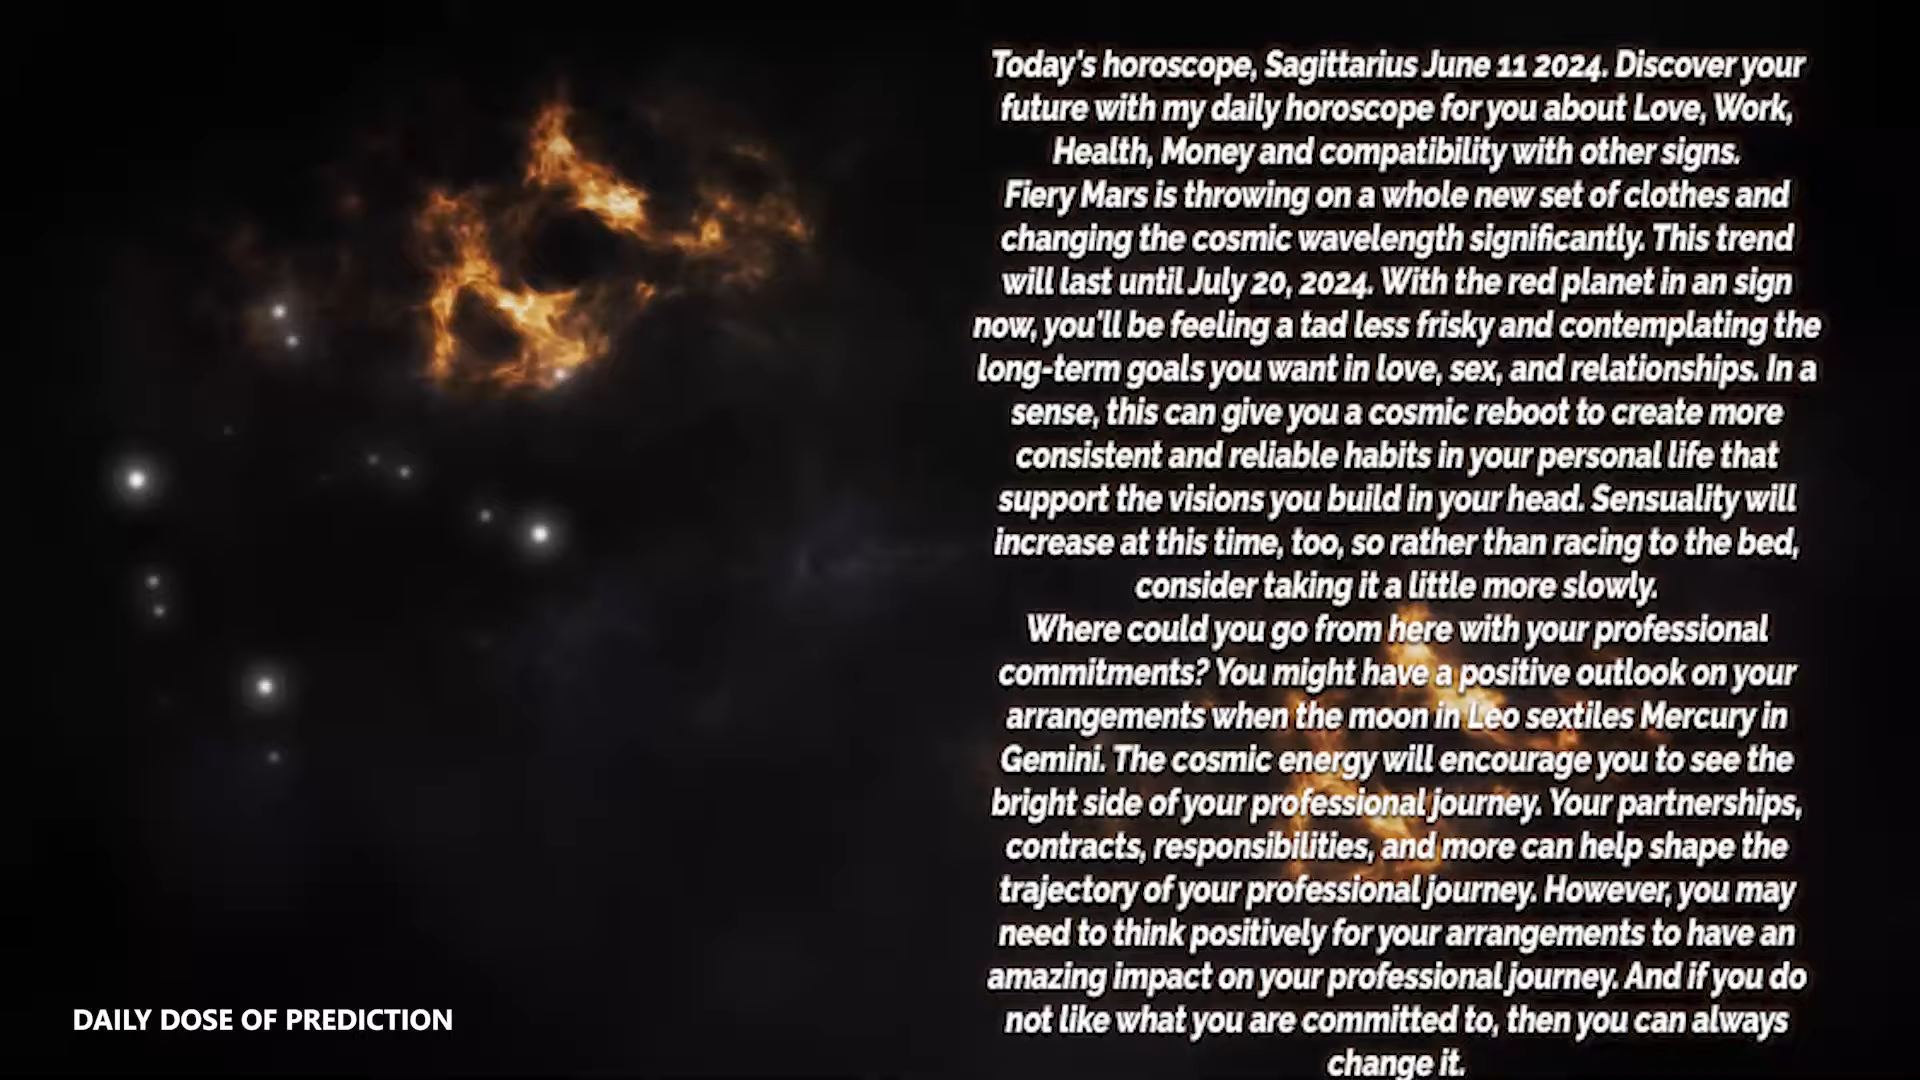 Today's horoscope, Sagittarius June 11 2024. Discover your
future with my daily horoscope for you about Love, Work,
Health, Money and compatibility with other signs.
Fiery Mars is throwing on a whole new set of clothes and
changing the cosmic wavelength significantly. This trend
will last until July 20, 2024. With the red planet in an sign
now, you'll be feeling a tad less frisky and contemplating the
long-term goals you want in love, sex, and relationships. In a
sense, this can give you a cosmic reboot to create more
consistent and reliable habits in your personal life that
support the visions you build in your head. Sensuality will
increase at this time, too, so rather than racing to the bed,
consider taking it a little more slowly.
Where could you go from here with your professional
commitments? You might have a positive outlook on your
arrangements when the moon in Leo sextiles Mercury in
Gemini. The cosmic energy will encourage you to see the
bright side of your professional journey. Your partnerships,
contracts, responsibilities, and more can help shape the
trajectory of your professional journey. However, you may
need to think positively for your arrangements to have an
amazing impact on your professional journey. And if you do
not like what you are committed to, then you can always
change it.
DAILY DOSE OF PREDICTION